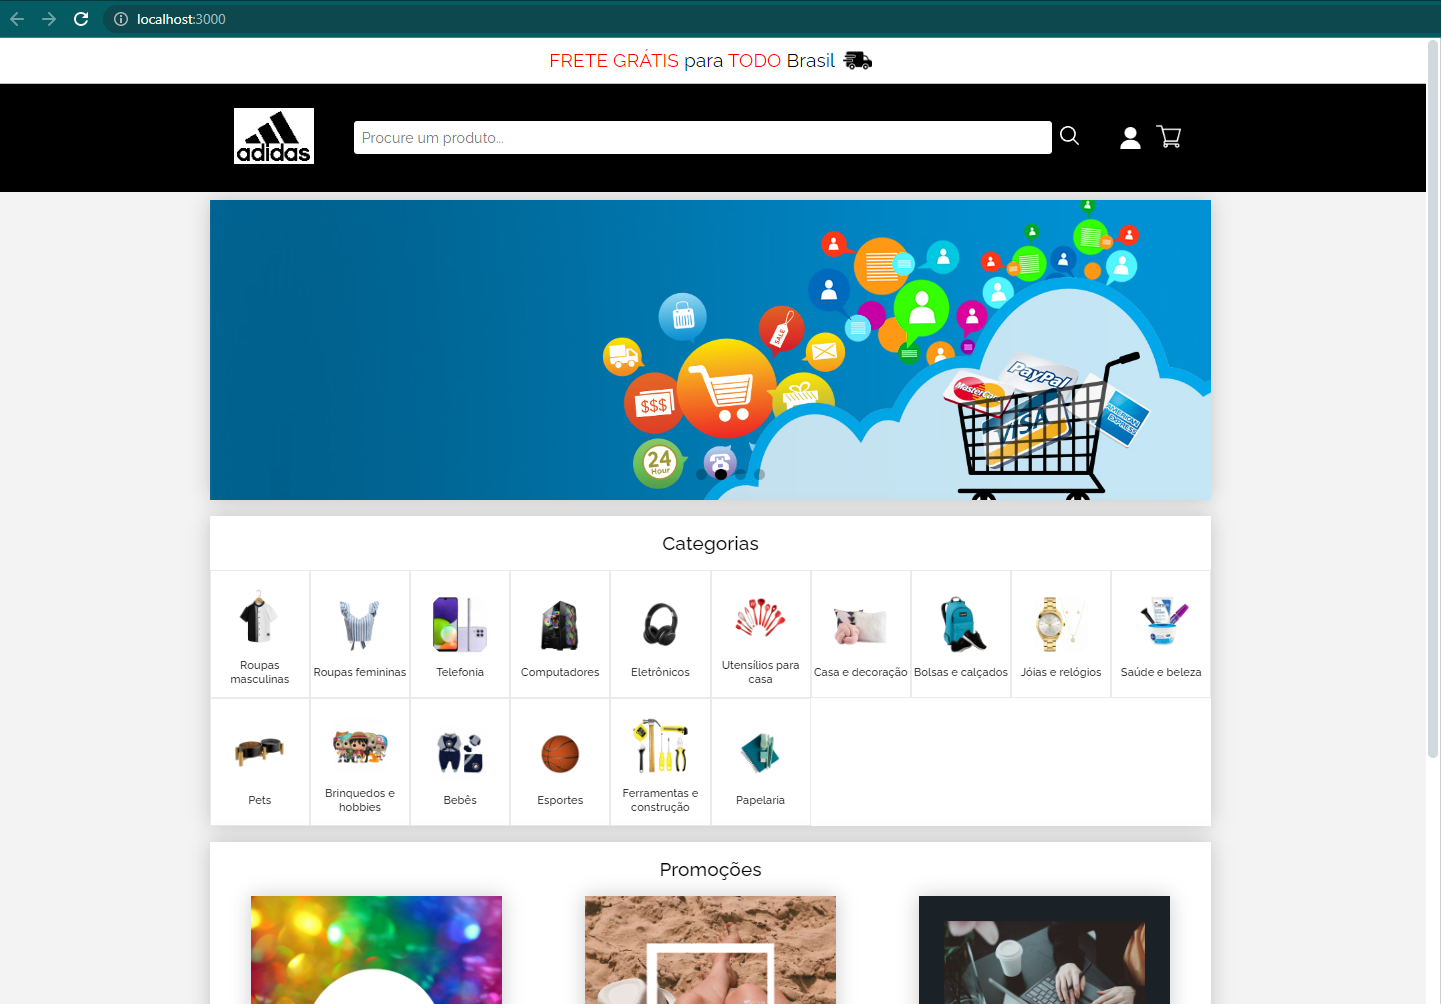 localhost:3000
FRETE GRÁTIS para TODO Brasil
adidas
Procure um produto...
SALE
$$$
24
Hour
PayPal
MasterCard
VISA
AMERICAN
EXPRESS
Categorias
Roupas
masculinas
Roupas femininas
Telefonia
Computadores
Eletrônicos
Utensílios para
casa
Casa e decoração
Bolsas e calçados
Jóias e relógios
Saúde e beleza
Pets
Brinquedos e
hobbies
Bebês
Esportes
Ferramentas e
construção
Papelaria
Promoções